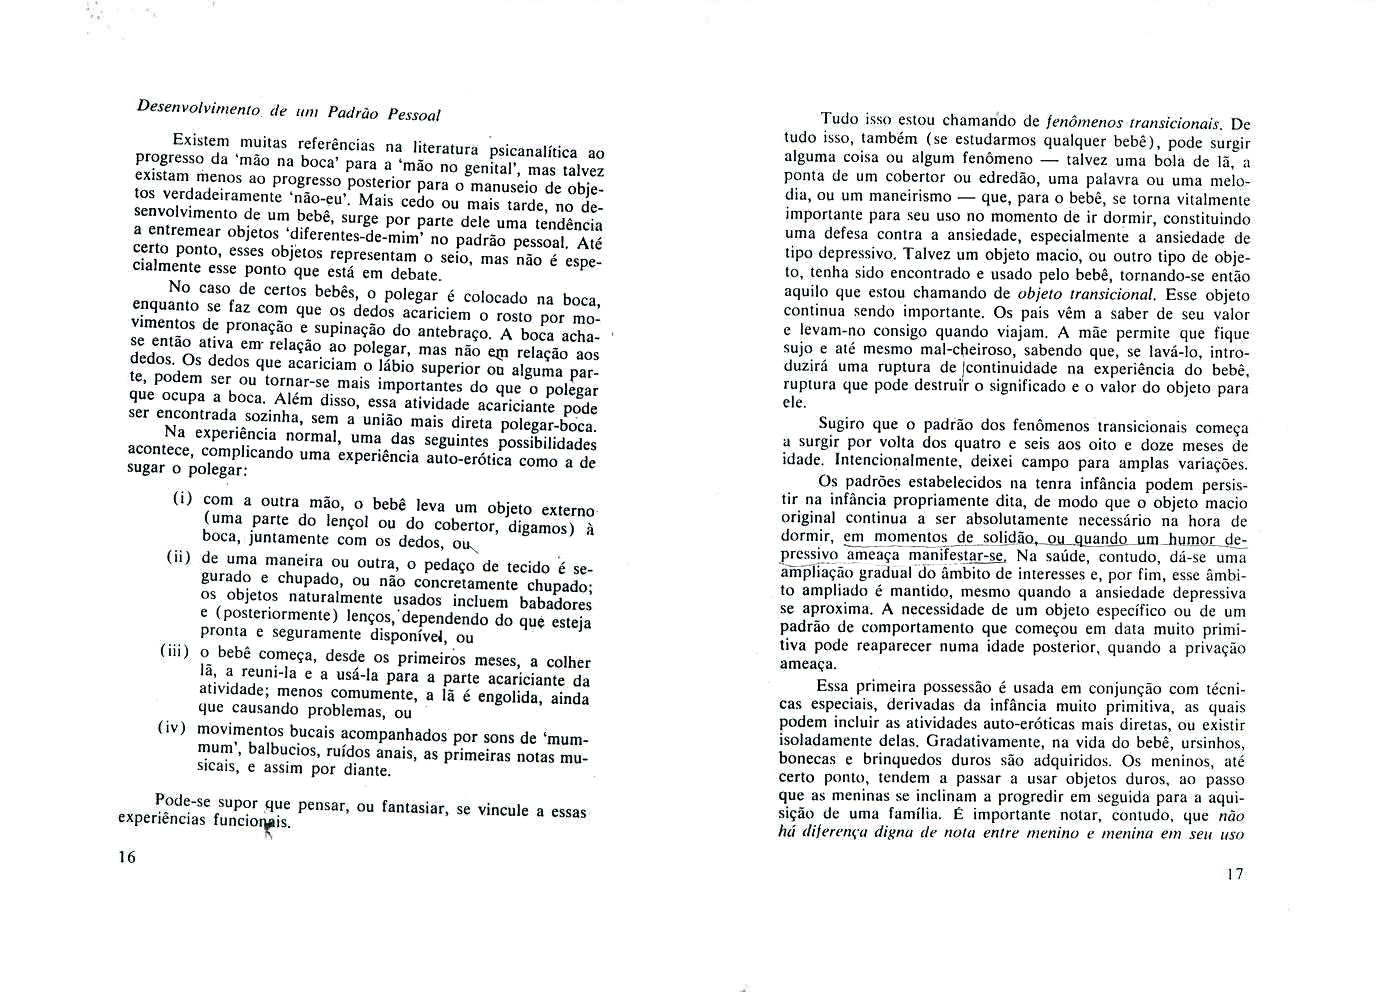 Desenvolvimento de um Padrão Pessoal
Existem muitas referências na literatura psicanalítica ao
progresso da ‘mão na boca’ para a ‘mão no genital’, mas talvez
existam menos ao progresso posterior para o manuseio de obje-
tos verdadeiramente ‘não-eu’. Mais cedo ou mais tarde, no de-
senvolvimento de um bebê, surge por parte dele uma tendência
a entremear objetos ‘diferentes-de-mim’ no padrão pessoal. Até
certo ponto, esses objetos representam o seio, mas não é espe-
cialmente esse ponto que está em debate.
No caso de certos bebês, o polegar é colocado na boca,
enquanto se faz com que os dedos acariciem o rosto por mo-
vimentos de pronação e supinação do antebraço. A boca acha-
se então ativa em relação ao polegar, mas não em relação aos
dedos. Os dedos que acariciam o lábio superior ou alguma par-
te, podem ser ou tornar-se mais importantes do que o polegar
que ocupa a boca. Além disso, essa atividade acariciante pode
ser encontrada sozinha, sem a união mais direta polegar-boca.
Na experiência normal, uma das seguintes possibilidades
acontece, complicando uma experiência auto-erótica como a de
sugar o polegar:
(i) com a outra mão, o bebê leva um objeto externo
(uma parte do lençol ou do cobertor, digamos) à
boca, juntamente com os dedos, ou
(ii) de uma maneira ou outra, o pedaço de tecido é se-
gurado e chupado, ou não concretamente chupado;
os objetos naturalmente usados incluem babadores
e (posteriormente) lenços, dependendo do que esteja
pronta e seguramente disponível, ou
(iii) o bebê começa, desde os primeiros meses, a colher
lã, a reuni-la e a usá-la para a parte acariciante da
atividade; menos comumente, a lã é engolida, ainda
que causando problemas, ou
(iv) movimentos bucais acompanhados por sons de ‘mum-
mum’, balbucios, ruídos anais, as primeiras notas mu-
sicais, e assim por diante.
Pode-se supor que pensar, ou fantasiar, se vincule a essas
experiências funcionais.
16
Tudo isso estou chamando de fenômenos transicionais. De
tudo isso, também (se estudarmos qualquer bebê), pode surgir
alguma coisa ou algum fenômeno — talvez uma bola de lã, a
ponta de um cobertor ou edredão, uma palavra ou uma melo-
dia, ou um maneirismo — que, para o bebê, se torna vitalmente
importante para seu uso no momento de ir dormir, constituindo
uma defesa contra a ansiedade, especialmente a ansiedade de
tipo depressivo. Talvez um objeto macio, ou outro tipo de obje-
to, tenha sido encontrado e usado pelo bebê, tornando-se então
aquilo que estou chamando de objeto transicional. Esse objeto
continua sendo importante. Os pais vêm a saber de seu valor
e levam-no consigo quando viajam. A mãe permite que fique
sujo e até mesmo mal-cheiroso, sabendo que, se lavá-lo, intro-
duzirá uma ruptura de continuidade na experiência do bebê,
ruptura que pode destruir o significado e o valor do objeto para
ele.
Sugiro que o padrão dos fenômenos transicionais começa
a surgir por volta dos quatro e seis aos oito e doze meses de
idade. Intencionalmente, deixei campo para amplas variações.
Os padrões estabelecidos na tenra infância podem persis-
tir na infância propriamente dita, de modo que o objeto macio
original continua a ser absolutamente necessário na hora de
dormir, em momentos de solidão, ou quando um humor de-
pressivo ameaça manifestar-se. Na saúde, contudo, dá-se uma
ampliação gradual do âmbito de interesses e, por fim, esse âmbi-
to ampliado é mantido, mesmo quando a ansiedade depressiva
se aproxima. A necessidade de um objeto específico ou de um
padrão de comportamento que começou em data muito primi-
tiva pode reaparecer numa idade posterior, quando a privação
ameaça.
Essa primeira possessão é usada em conjunção com técni-
cas especiais, derivadas da infância muito primitiva, as quais
podem incluir as atividades auto-eróticas mais diretas, ou existir
isoladamente delas. Gradativamente, na vida do bebê, ursinhos,
bonecas e brinquedos duros são adquiridos. Os meninos, até
certo ponto, tendem a passar a usar objetos duros, ao passo
que as meninas se inclinam a progredir em seguida para a aqui-
sição de uma família. É importante notar, contudo, que não
há diferença digna de nota entre menino e menina em seu uso
17